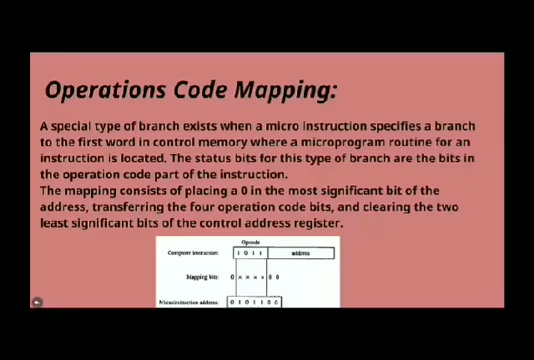 Operations Code Mapping:
A special type of branch exists when a micro instruction specifies a branch
to the first word in control memory where a microprogram routine for an
instruction is located. The status bits for this type of branch are the bits in
the operation code part of the instruction.
The mapping consists of placing a 0 in the most significant bit of the
address, transferring the four operation code bits, and clearing the two
least significant bits of the control address register.
Opcode
Computer instruction: 1 0 1 1 address
Mapping bits: 0 x x x x 0 0
Microinstruction address: 0 1 0 1 1 0 0